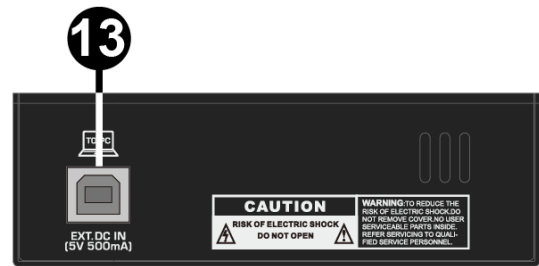 13
TO PC
EXT.DC IN
(5V 500mA)
CAUTION
RISK OF ELECTRIC SHOCK
DO NOT OPEN
WARNING:TO REDUCE THE
RISK OF ELECTRIC SHOCK.DO
NOT REMOVE COVER.NO USER
SERVICEABLE PARTS INSIDE.
REFER SERVICING TO QUALI-
FIED SERVICE PERSONNEL.